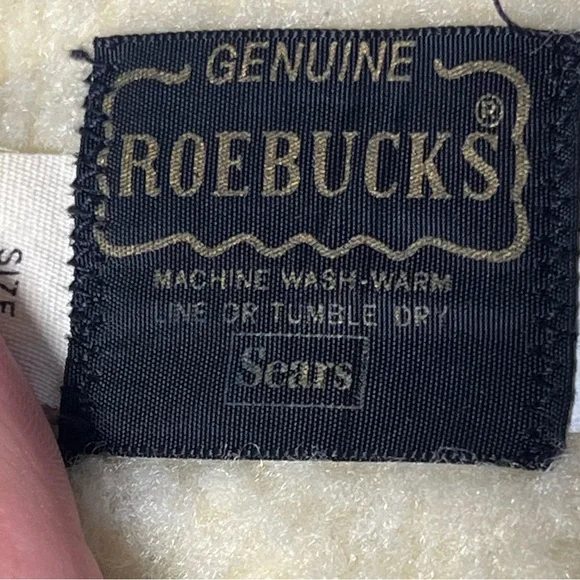 GENUINE
ROEBUCKS®
MACHINE WASH-WARM
LINE OR TUMBLE DRY
Sears
SIZE